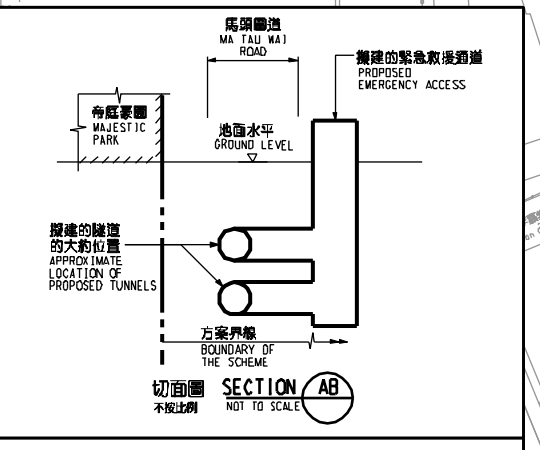 馬頭圍道
MA TAU WAI
ROAD
擬建的緊急救援通道
PROPOSED
EMERGENCY ACCESS
帝庭豪園
MAJESTIC
PARK
地面水平
GROUND LEVEL
擬建的隧道
的大約位置
APPROXIMATE
LOCATION OF
PROPOSED TUNNELS
方案界線
BOUNDARY OF
THE SCHEME
切面圖
不按比例
SECTION
NOT TO SCALE
AB